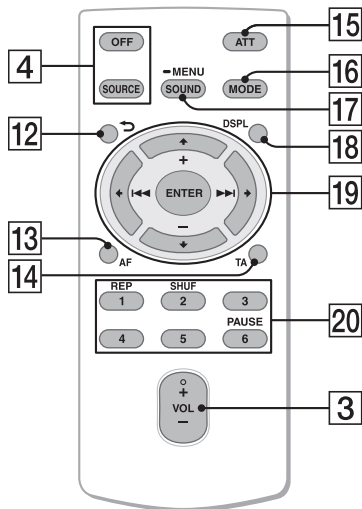 OFF
ATT
15
4
–MENU
16
SOURCE
SOUND
MODE
17
12
DSPL
18
+
ENTER
19
–
13
AF
TA
14
REP
SHUF
1
2
3
PAUSE
20
4
5
6
+
VOL
3
–